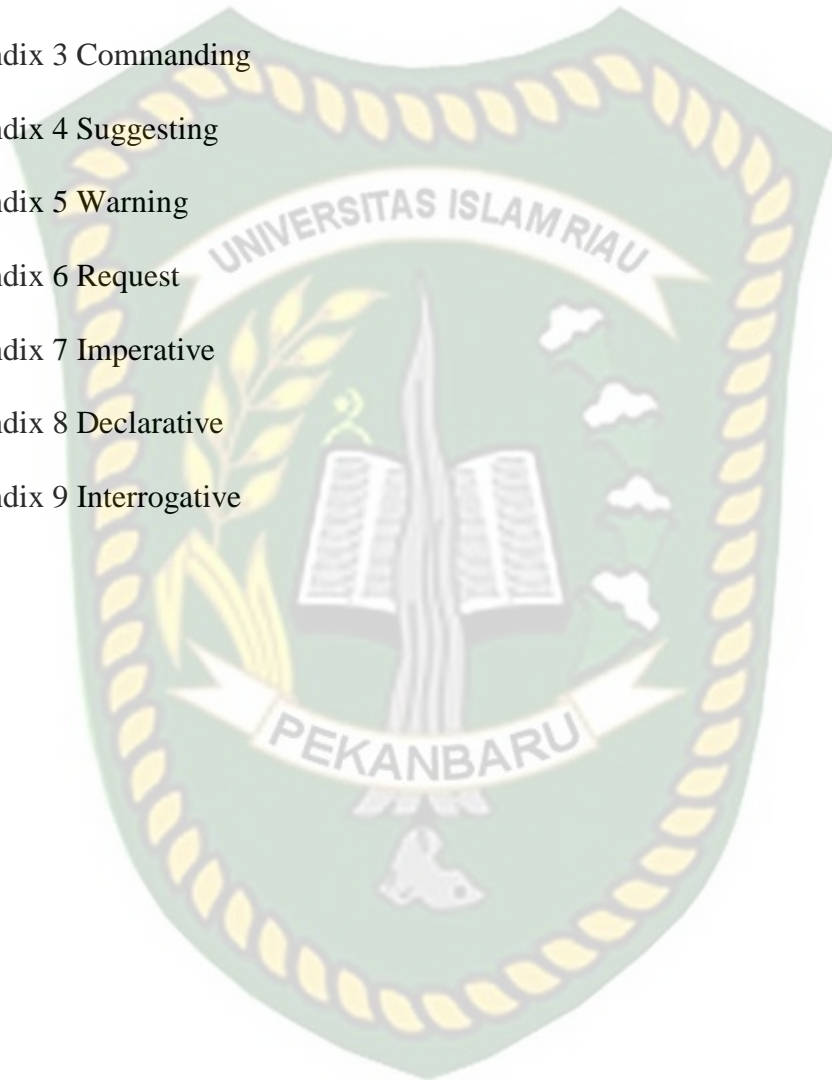 ndix 3 Commanding
ndix 4 Suggesting
ndix 5 Warning
UNIVERSITAS ISLAM RIAU
ndix 6 Request
ndix 7 Imperative
ndix 8 Declarative
ndix 9 Interrogative
PEKANBARU